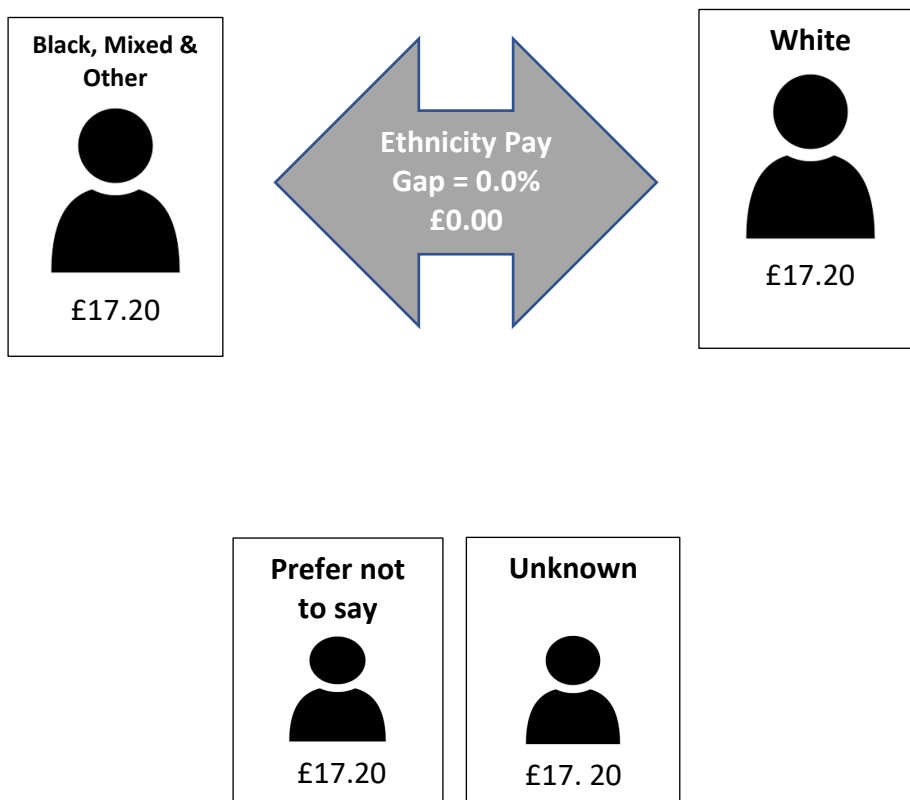 Black, Mixed &
Other
£17.20
Ethnicity Pay
Gap = 0.0%
£0.00
White
£17.20
Prefer not
to say
£17.20
Unknown
£17. 20